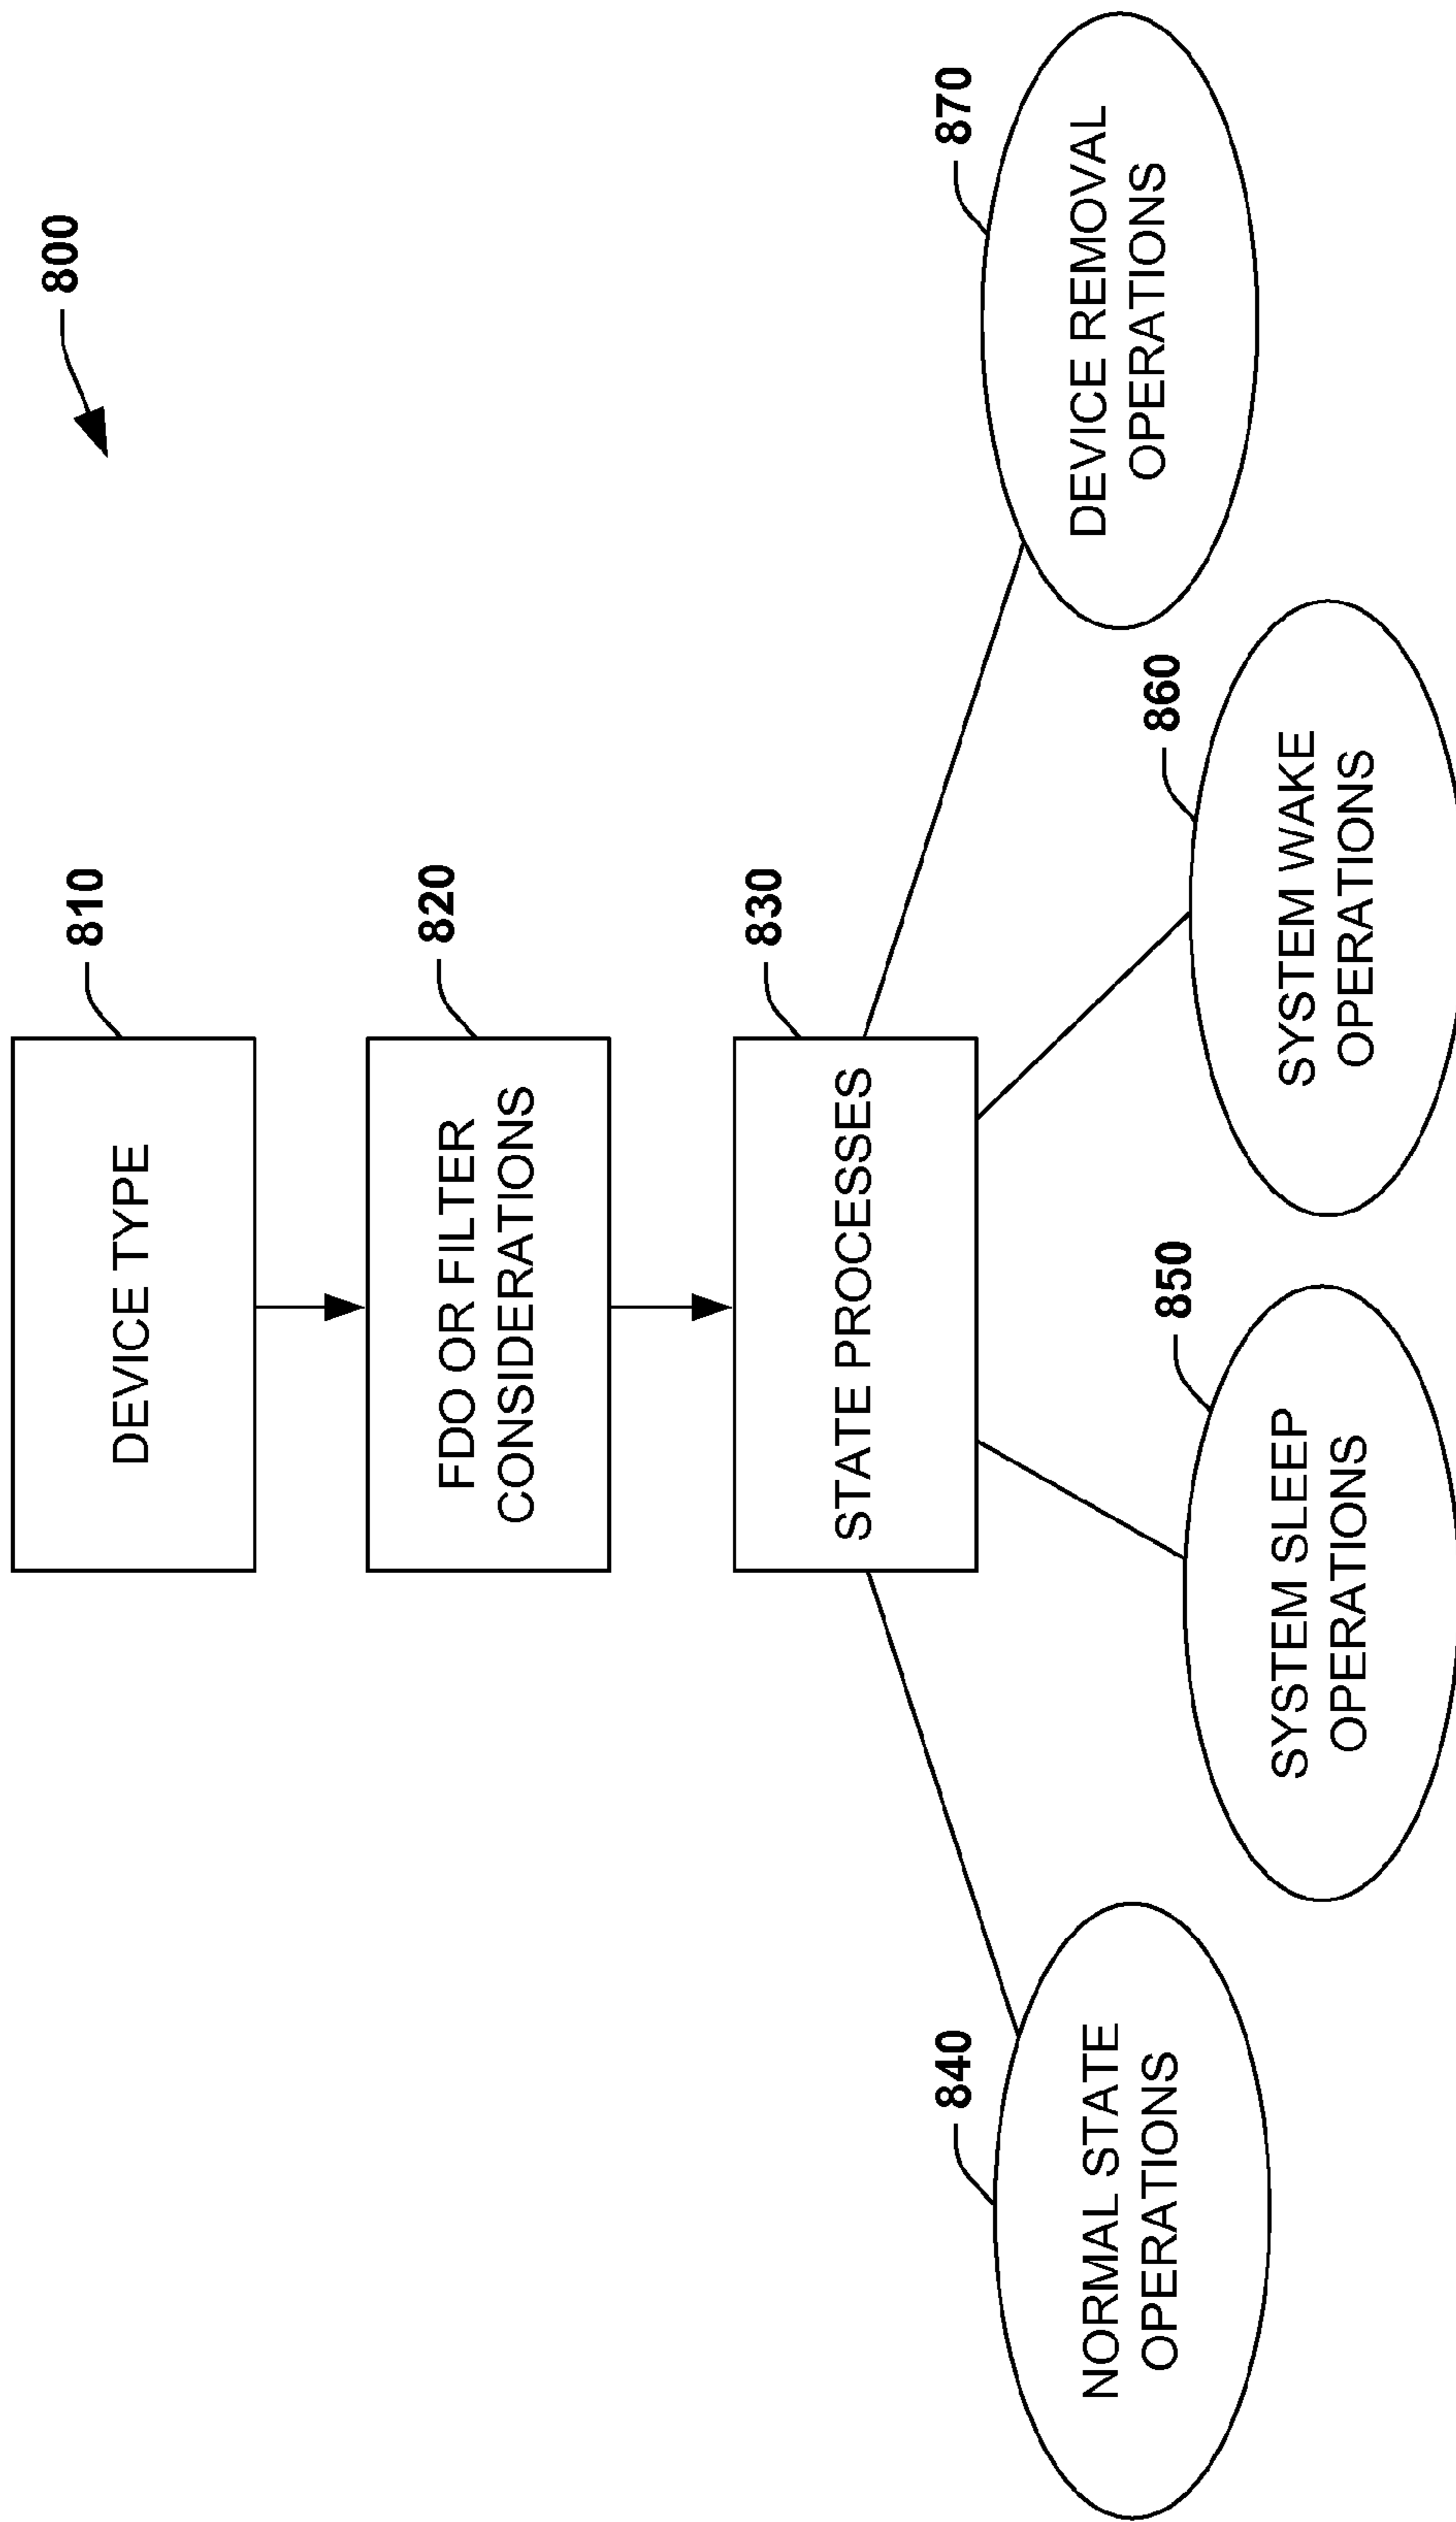 800
810
DEVICE TYPE
820
FDO OR FILTER
CONSIDERATIONS
830
STATE PROCESSES
840
NORMAL STATE
OPERATIONS
850
SYSTEM SLEEP
OPERATIONS
860
SYSTEM WAKE
OPERATIONS
870
DEVICE REMOVAL
OPERATIONS